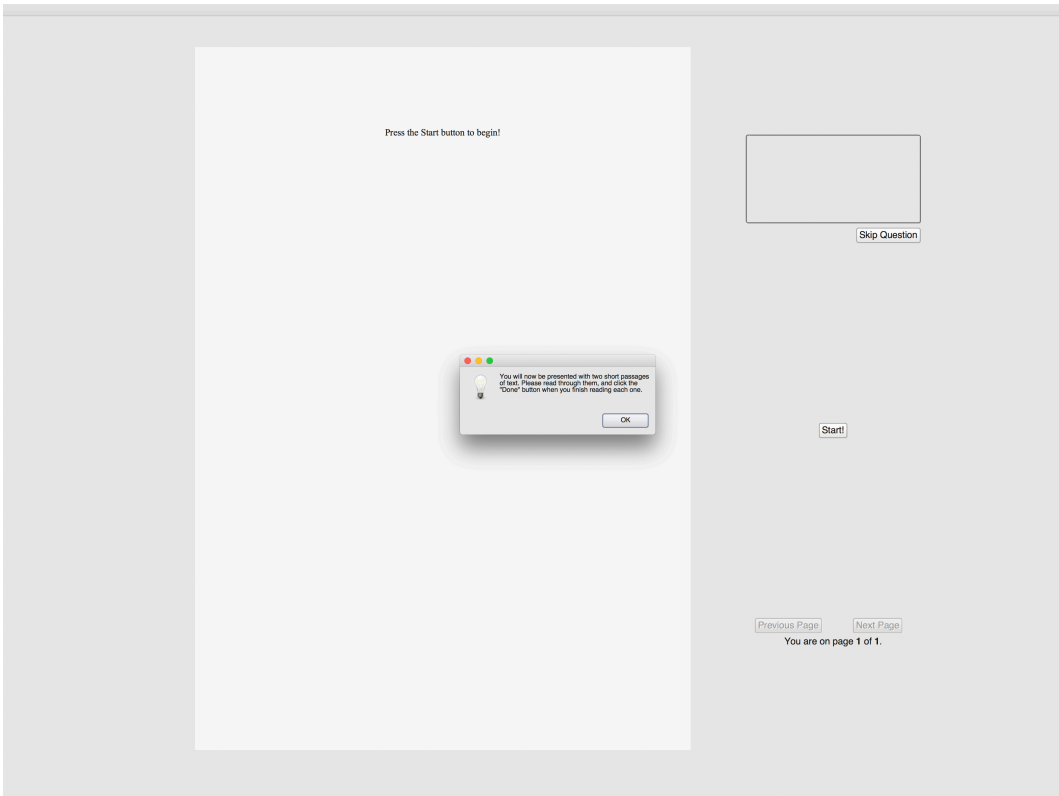 Press the Start button to begin!
Skip Question
You will now be presented with two short passages
of text. Please read through them, and click the
"Done" button when you finish reading each one.
OK
Start!
Previous Page Next Page
You are on page 1 of 1.